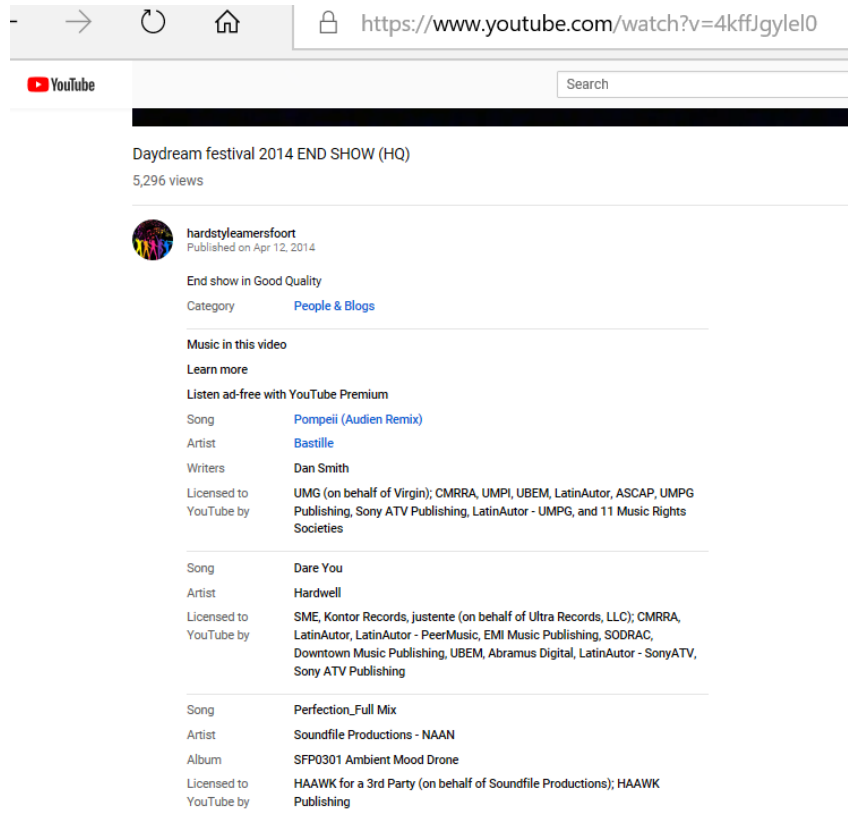 https://www.youtube.com/watch?v=4kffJgylel0
YouTube
Search
Daydream festival 2014 END SHOW (HQ)
5,296 views
hardstyleamersfoort
Published on Apr 12, 2014
End show in Good Quality
Category People & Blogs
Music in this video
Learn more
Listen ad-free with YouTube Premium
Song Pompeii (Audien Remix)
Artist Bastille
Writers Dan Smith
Licensed to UMG (on behalf of Virgin); CMRRA, UMPI, UBEM, LatinAutor, ASCAP, UMPG
YouTube by Publishing, Sony ATV Publishing, LatinAutor - UMPG, and 11 Music Rights
Societies
Song Dare You
Artist Hardwell
Licensed to SME, Kontor Records, justente (on behalf of Ultra Records, LLC); CMRRA,
YouTube by LatinAutor, LatinAutor - PeerMusic, EMI Music Publishing, SODRAC,
Downtown Music Publishing, UBEM, Abramus Digital, LatinAutor - SonyATV,
Sony ATV Publishing
Song Perfection_Full Mix
Artist Soundfile Productions - NAAN
Album SFP0301 Ambient Mood Drone
Licensed to HAAWK for a 3rd Party (on behalf of Soundfile Productions); HAAWK
YouTube by Publishing